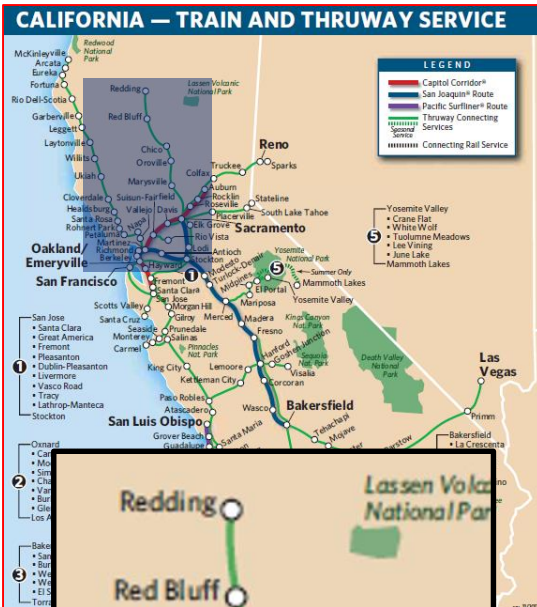 CALIFORNIA — TRAIN AND THRUWAY SERVICE
Redwood
National
Park
McKinleyville
Arcata
Eureka
Fortuna
Rio Dell-Scotia
Garberville
Leggett
Laytonville
Willits
Ukiah
Cloverdale
Healdsburg
Santa Rosa
Rohnert Park
Petaluma
Napa
Redding
Red Bluff
Lassen Volcanic
National Park
Chico
Oroville
Marysville
Colfax
Truckee
Reno
Sparks
Auburn
Rocklin
Roseville
Placerville
Stateline
South Lake Tahoe
Suisun-Fairfield
Vallejo
Davis
Sacramento
Elk Grove
Rio Vista
Lodi
Martinez
Richmond
Berkeley
Antioch
Stockton
Oakland/
Emeryville
Hayward
San Francisco
Fremont
Santa Clara
San Jose
1
Modesto
Turlock-Denair
Midpines
Yosemite
National
Park
5
Summer Only
Mammoth Lakes
El Portal
Yosemite Valley
Mariposa
Merced
Scotts Valley
Santa Cruz
Morgan Hill
Gilroy
Seaside
Prunedale
Monterey
Salinas
Carmel
Pinnacles
Nat. Park
Madera
Fresno
Kings Canyon
Nat. Park
Hanford
Goshen Junction
Sequoia
Nat.
Park
Visalia
Corcoran
Death Valley
National
Park
Las
Vegas
Primm
King City
Lemoore
Kettleman City
Paso Robles
Atascadero
San Luis Obispo
Grover Beach
Guadalupe
Santa Maria
Wasco
Bakersfield
Tehachapi
Mojave
LEGEND
Capitol Corridor®
San Joaquin® Route
Pacific Surfliner® Route
Thruway Connecting
Services
Seasonal
Service
Connecting Rail Service
5
Yosemite Valley
• Crane Flat
• White Wolf
• Tuolumne Meadows
• Lee Vining
• June Lake
Mammoth Lakes
1
San Jose
• Santa Clara
• Great America
• Fremont
• Pleasanton
• Dublin-Pleasanton
• Livermore
• Vasco Road
• Tracy
• Lathrop-Manteca
Stockton
2
Oxnard
3
Bakersfield
• La Crescenta
Redding
Red Bluff
Lassen Volca
National Par